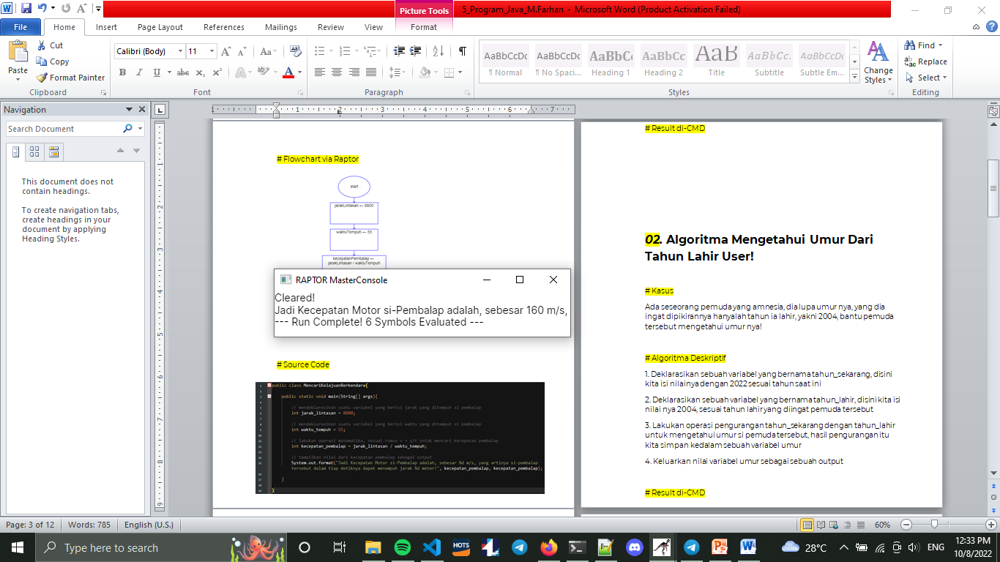 Picture Tools
5_Program_Java_M.Farhan - Microsoft Word (Product Activation Failed)
File
Home
Insert
Page Layout
References
Mailings
Review
View
Format
Paste
Cut
Copy
Format Painter
Clipboard
Calibri (Body)
11
Font
Paragraph
AaBbCcDc
¶ Normal
AaBbCcDc
¶ No Spaci...
AaBbCc
Heading 1
AaBbCc
Heading 2
AaB
Title
AaBbCc.
Subtitle
AaBbCcDc
Subtle Em...
Change
Styles
Styles
Find
Replace
Select
Editing
Navigation
Search Document
This document does not
contain headings.
To create navigation tabs,
create headings in your
document by applying
Heading Styles.
# Flowchart via Raptor
start
jarakLintasan ← 8800
waktuTempuh ← 55
kecepatanPembalap ←
jarakLintasan / waktuTempuh
RAPTOR MasterConsole
Cleared!
Jadi Kecepatan Motor si-Pembalap adalah, sebesar 160 m/s,
--- Run Complete! 6 Symbols Evaluated ---
# Source Code
public class MencariKelajuanBerkendara{
public static void main(String[] args){
// mendeklarasikan suatu variabel yang berisi jarak yang ditempuh si pembalap
int jarak_lintasan = 8800;
// mendeklarasikan suatu variabel yang berisi waktu yang ditempuh si pembalap
int waktu_tempuh = 55;
// lakukan operasi matematika, sesuai rumus v = s/t untuk mencari kecepatan pembalap
int kecepatan_pembalap = jarak_lintasan / waktu_tempuh;
// tampilkan nilai dari kecepatan pembalap sebagai output
System.out.format("Jadi Kecepatan Motor si-Pembalap adalah, sebesar %d m/s, yang artinya si-pembalap
tersebut dalam tiap detiknya dapat menempuh jarak %d meter!", kecepatan_pembalap, kecepatan_pembalap);
}
}
# Result di-CMD
02. Algoritma Mengetahui Umur Dari
Tahun Lahir User!
# Kasus
Ada seseorang pemuda yang amnesia, dia lupa umur nya, yang dia
ingat dipikirannya hanyalah tahun ia lahir, yakni 2004, bantu pemuda
tersebut mengetahui umur nya!
# Algoritma Deskriptif
1. Deklarasikan sebuah variabel yang bernama tahun_sekarang, disini
kita isi nilainya dengan 2022 sesuai tahun saat ini
2. Deklarasikan sebuah variabel yang bernama tahun_lahir, disini kita isi
nilai nya 2004, sesuai tahun lahir yang diingat pemuda tersebut
3. Lakukan operasi pengurangan tahun_sekarang dengan tahun_lahir
untuk mengetahui umur si pemuda tersebut, hasil pengurangan itu
kita simpan kedalam sebuah variabel umur
4. Keluarkan nilai variabel umur sebagai sebuah output
# Result di-CMD
Page: 3 of 12
Words: 785
English (U.S.)
60%
Type here to search
HOTS
28°C
ENG
12:33 PM
10/8/2022